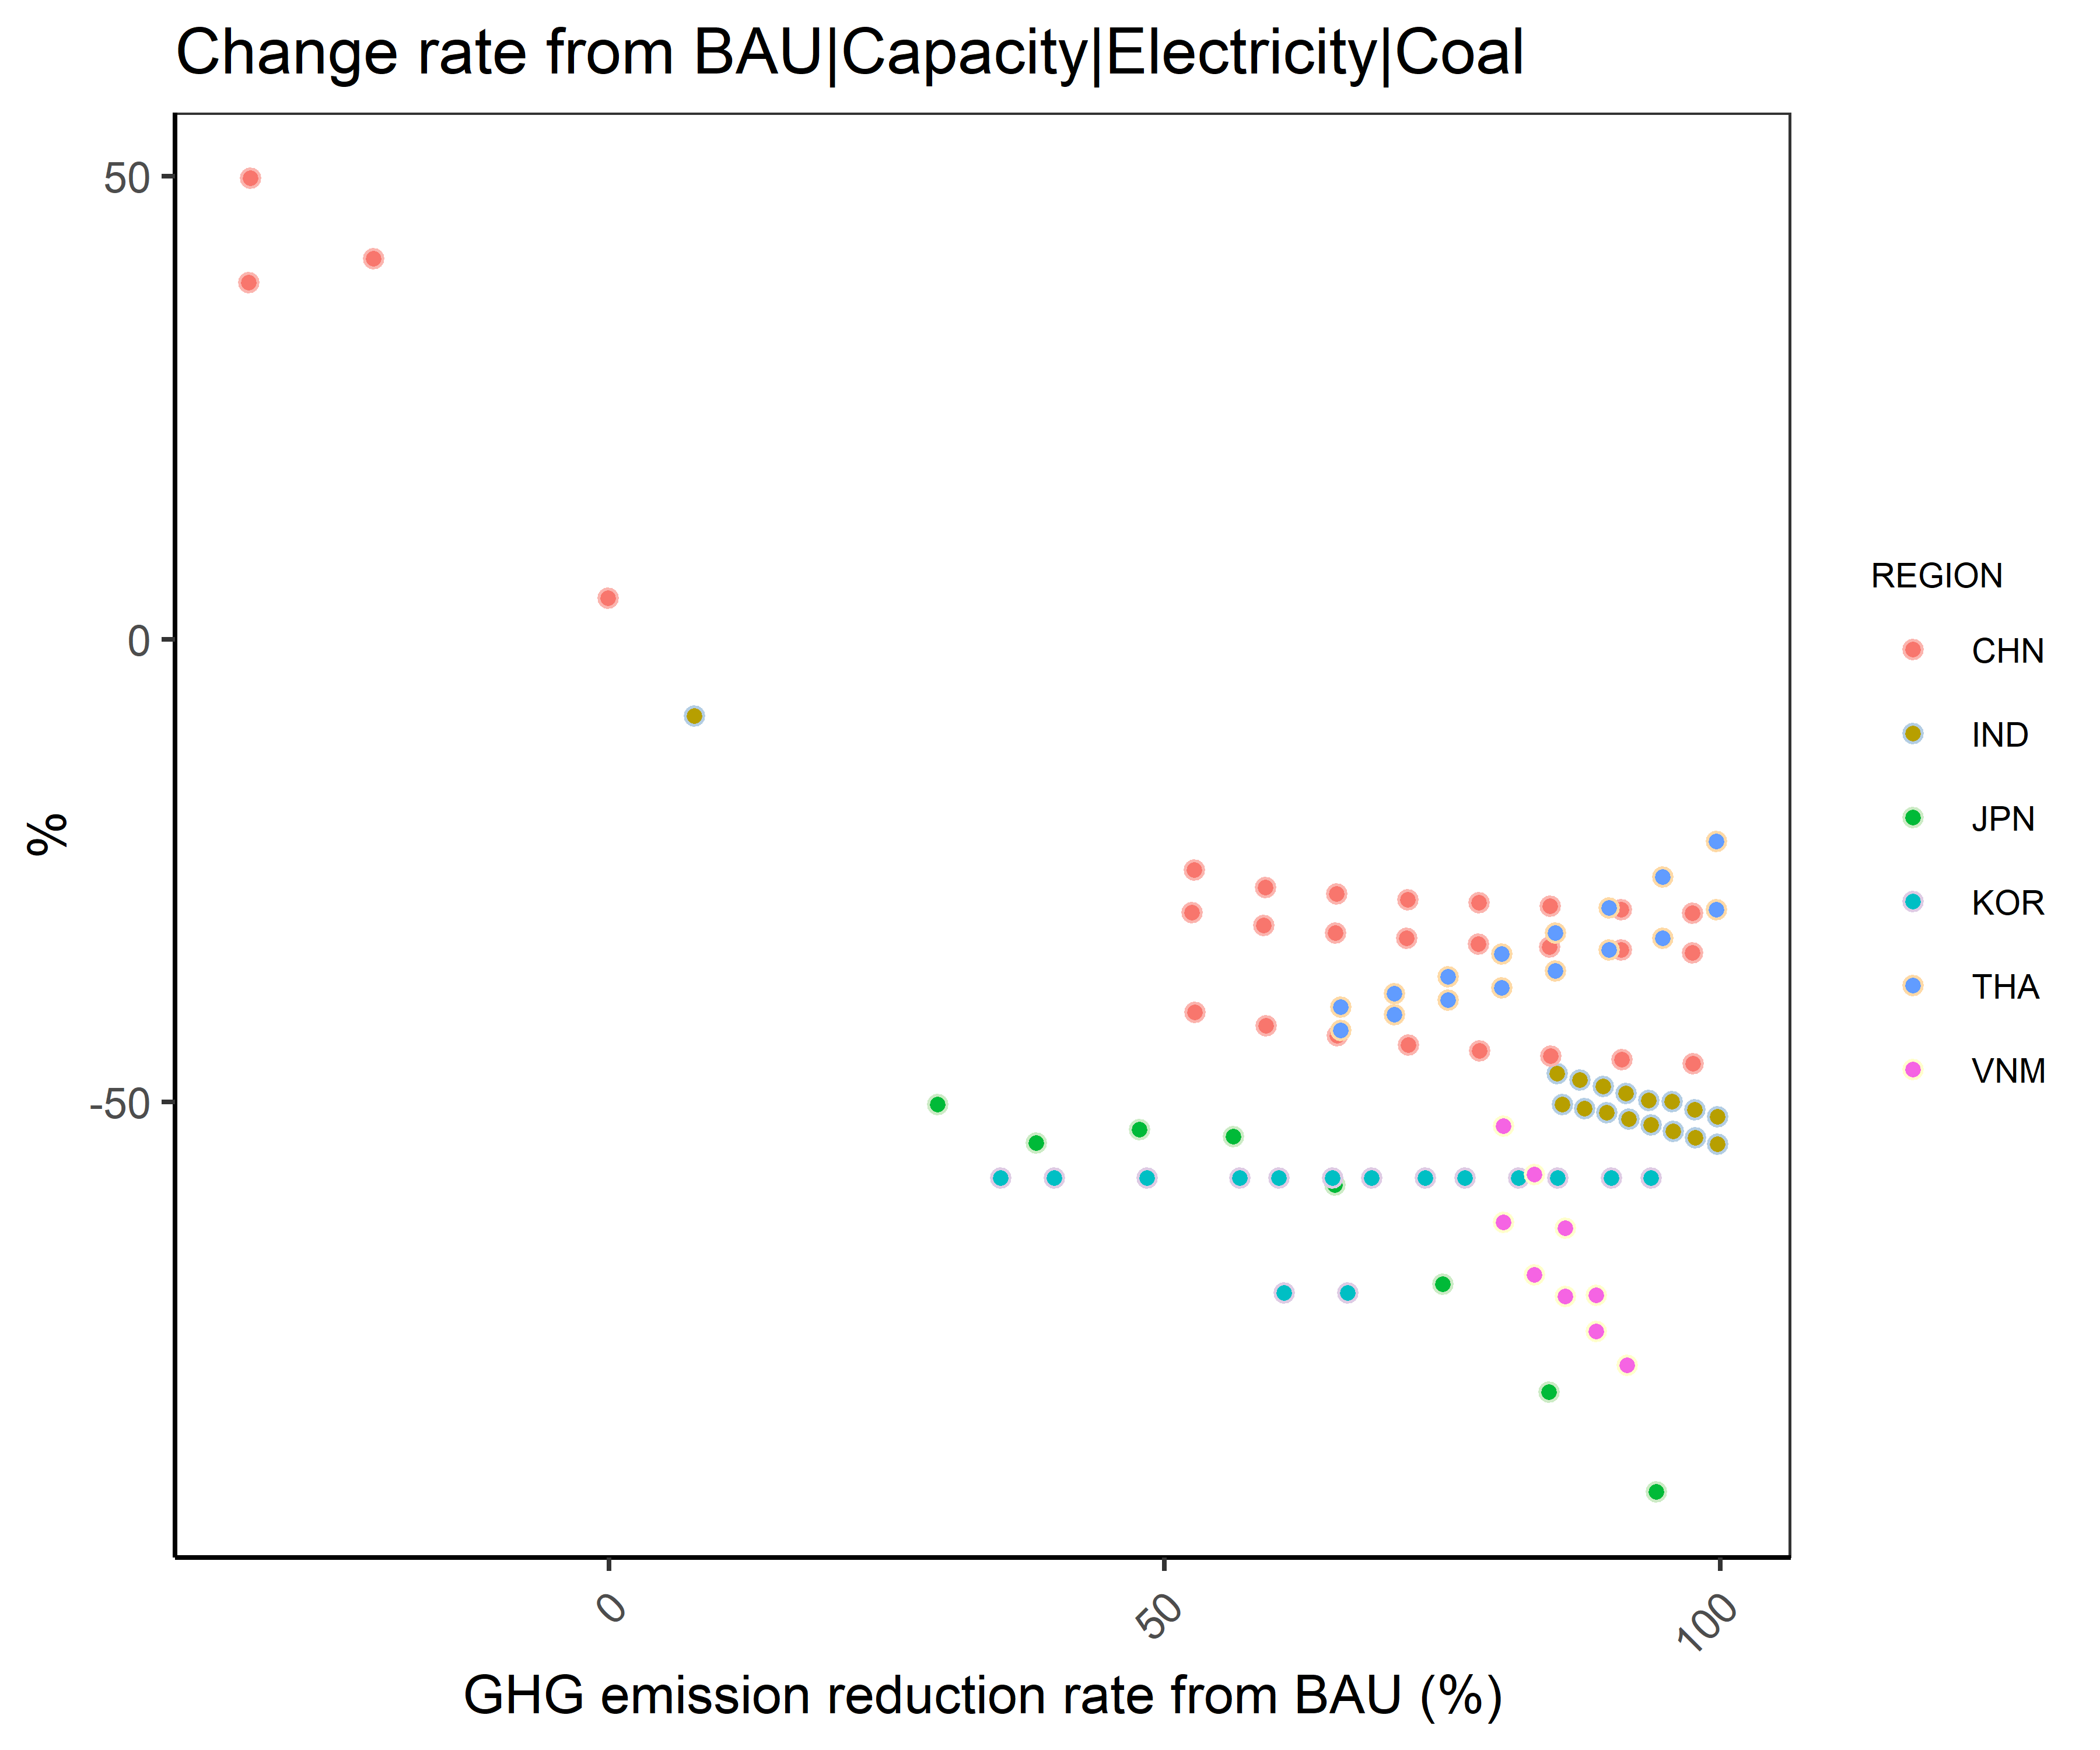 Change rate from BAU|Capacity|Electricity|Coal
50
0
-50
%
0
50
100
GHG emission reduction rate from BAU (%)
REGION
CHN
IND
JPN
KOR
THA
VNM